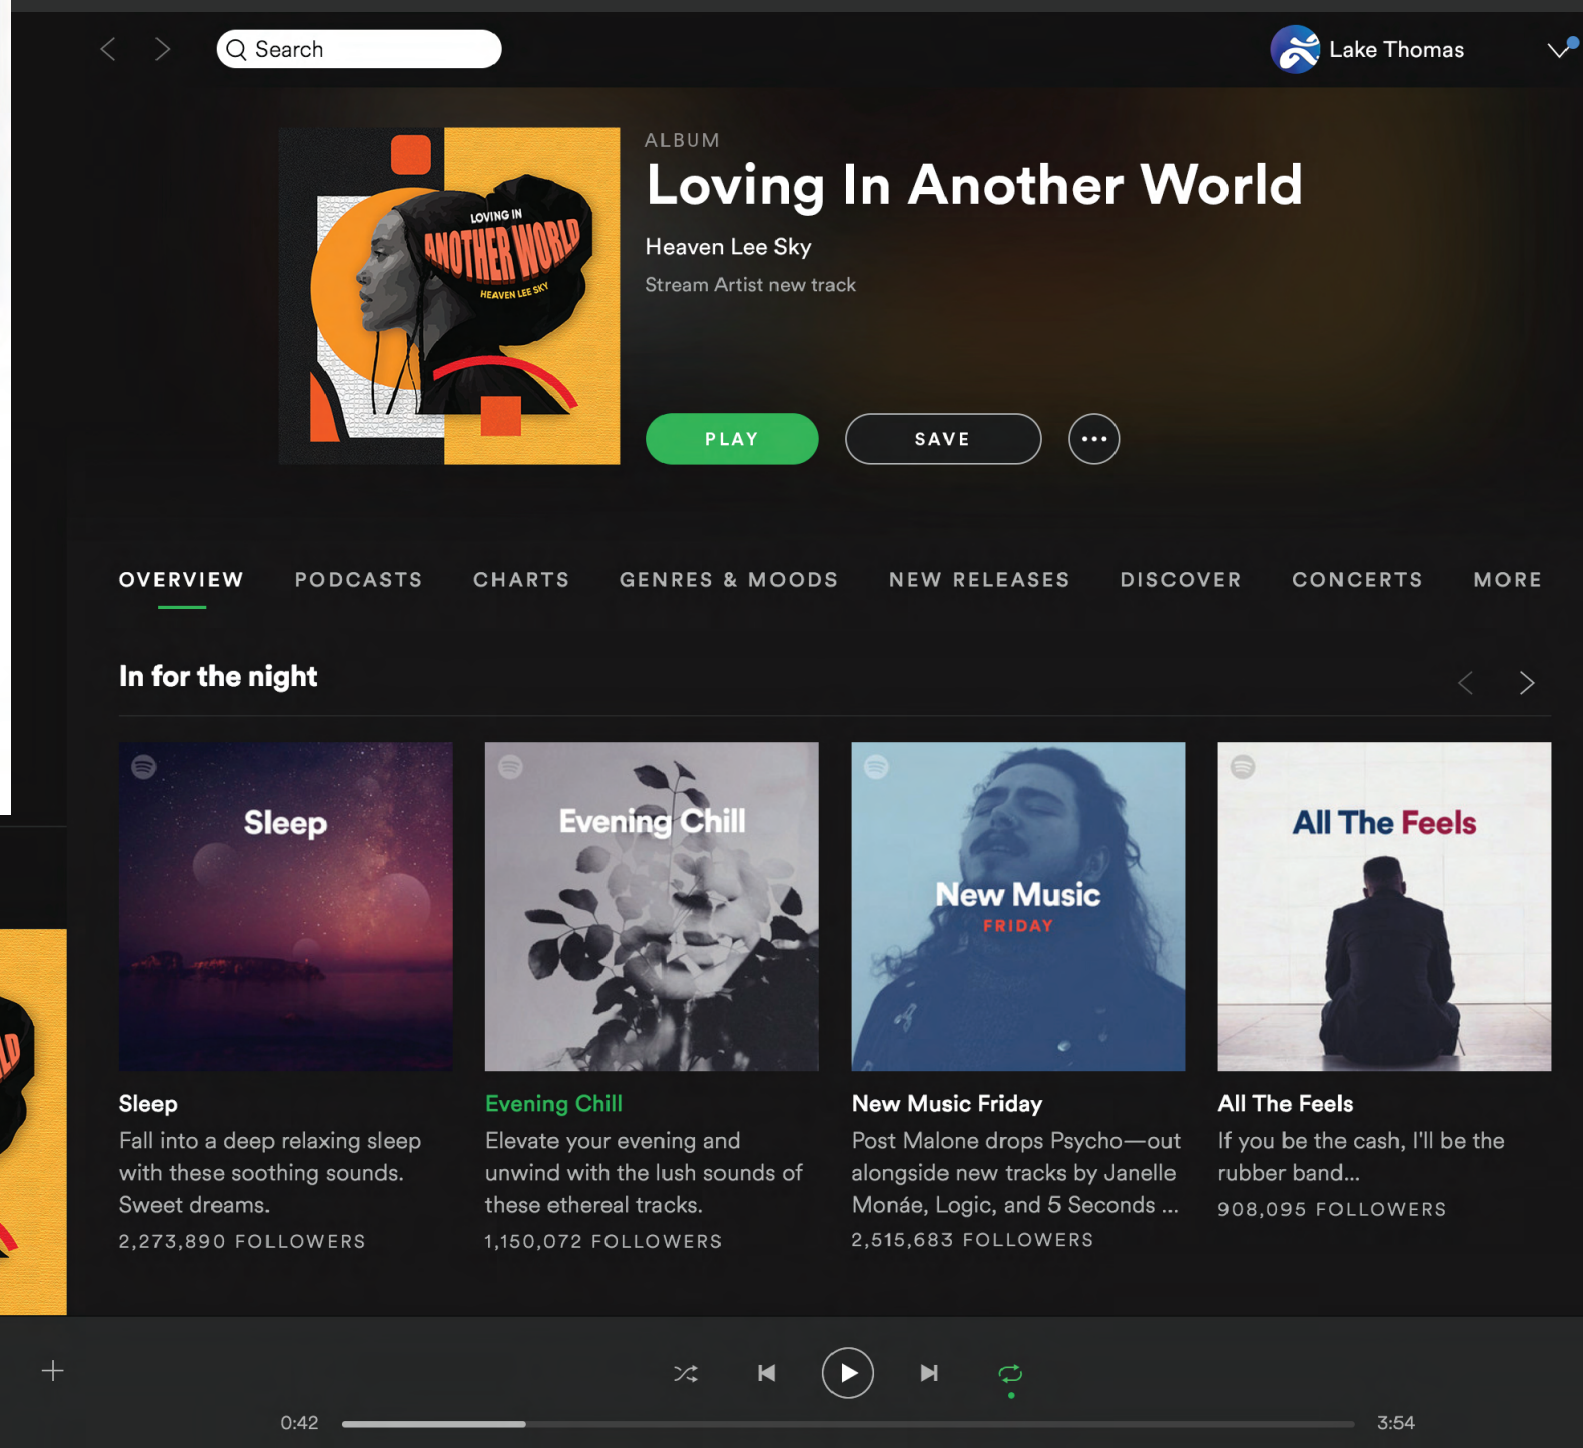 Search
Lake Thomas
LOVING IN
ANOTHER WORLD
HEAVEN LEE SKY
ALBUM
Loving In Another World
Heaven Lee Sky
Stream Artist new track
PLAY
SAVE
OVERVIEW PODCASTS CHARTS GENRES & MOODS NEW RELEASES DISCOVER CONCERTS MORE
In for the night
Sleep
Evening Chill
New Music
FRIDAY
All The Feels
Sleep
Fall into a deep relaxing sleep
with these soothing sounds.
Sweet dreams.
2,273,890 FOLLOWERS
Evening Chill
Elevate your evening and
unwind with the lush sounds of
these ethereal tracks.
1,150,072 FOLLOWERS
New Music Friday
Post Malone drops Psycho—out
alongside new tracks by Janelle
Monáe, Logic, and 5 Seconds ...
2,515,683 FOLLOWERS
All The Feels
If you be the cash, I'll be the
rubber band...
908,095 FOLLOWERS
LD
0:42
3:54